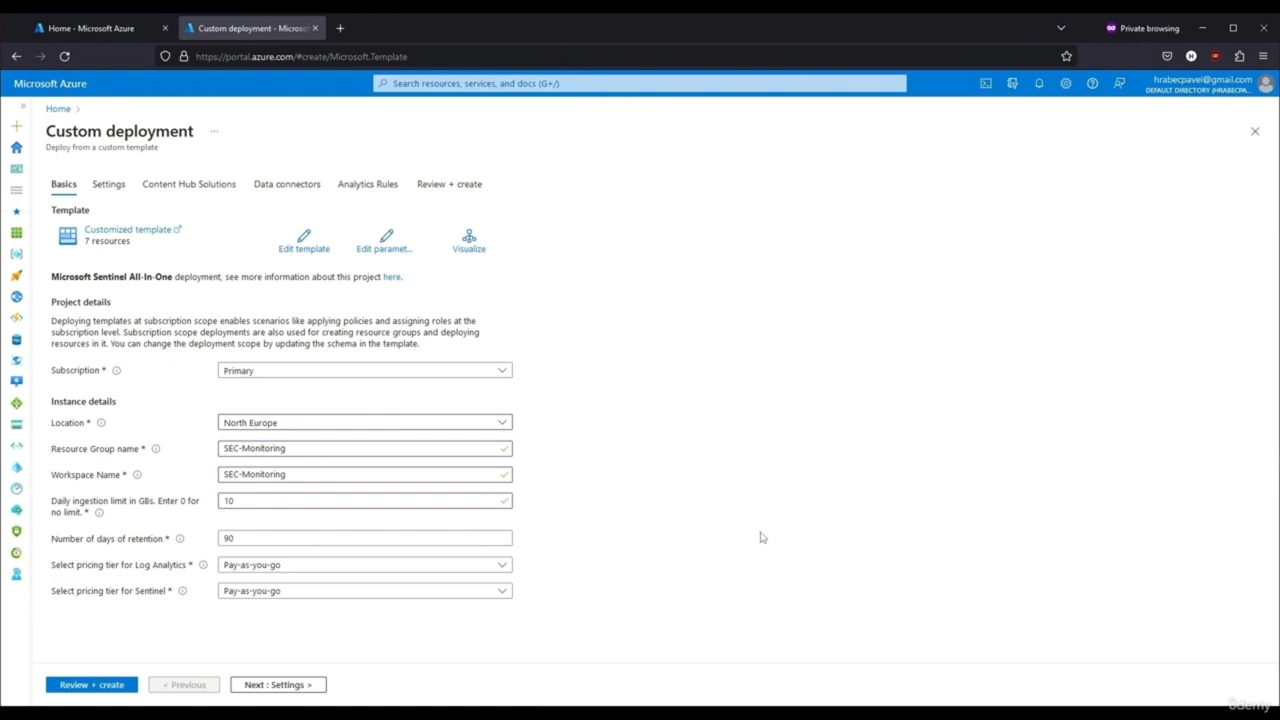 Home - Microsoft Azure
Custom deployment - Microsof
Private browsing
https://portal.azure.com/#create/Microsoft.Template
Microsoft Azure
Search resources, services, and docs (G+/)
hrabecpavel@gmail.com
DEFAULT DIRECTORY (HRABECPA...
Home >
Custom deployment ...
Deploy from a custom template
Basics Settings Content Hub Solutions Data connectors Analytics Rules Review + create
Template
Customized template
7 resources
Edit template Edit paramet... Visualize
Microsoft Sentinel All-In-One deployment, see more information about this project here.
Project details
Deploying templates at subscription scope enables scenarios like applying policies and assigning roles at the
subscription level. Subscription scope deployments are also used for creating resource groups and deploying
resources in it. You can change the deployment scope by updating the schema in the template.
Subscription * Primary
Instance details
Location * North Europe
Resource Group name * SEC-Monitoring
Workspace Name * SEC-Monitoring
Daily ingestion limit in GBs. Enter 0 for
no limit. * 10
Number of days of retention * 90
Select pricing tier for Log Analytics * Pay-as-you-go
Select pricing tier for Sentinel * Pay-as-you-go
Review + create < Previous Next : Settings >
ûdemy